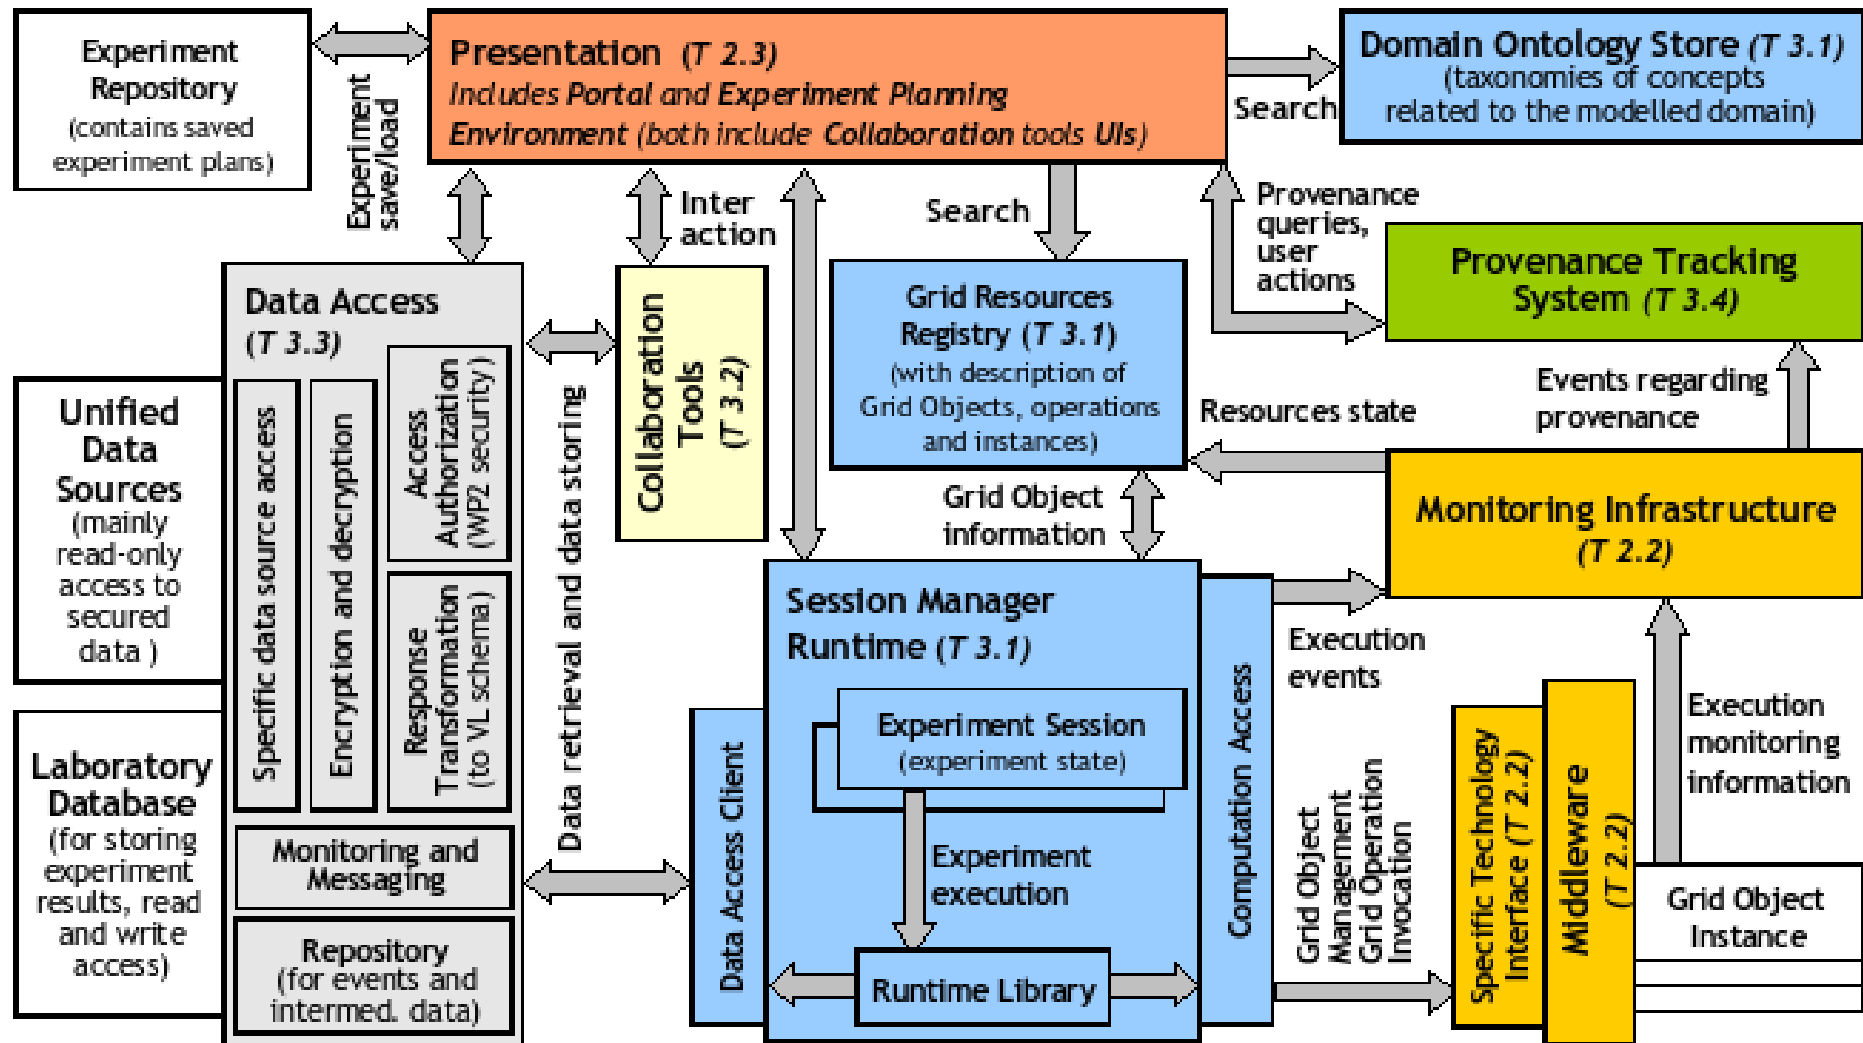 Experiment
Repository
(contains saved
experiment plans)
Experiment
save/load
Presentation (T 2.3)
Includes Portal and Experiment Planning
Environment (both include Collaboration tools UIs)
Search
Domain Ontology Store (T 3.1)
(taxonomies of concepts
related to the modelled domain)
Inter
action
Search
Provenance
queries,
user
actions
Provenance Tracking
System (T 3.4)
Data Access
(T 3.3)
Specific data source access
Encryption and decryption
Access
Authorization
(WP2 security)
Response
Transformation
(to VL schema)
Monitoring and
Messaging
Repository
(for events and
intermed. data)
Unified
Data
Sources
(mainly
read-only
access to
secured
data )
Laboratory
Database
(for storing
experiment
results, read
and write
access)
Data retrieval and data storing
Collaboration
Tools
(T 3.2)
Grid Resources
Registry (T 3.1)
(with description of
Grid Objects, operations
and instances)
Resources state
Events regarding
provenance
Grid Object
information
Monitoring Infrastructure
(T 2.2)
Session Manager
Runtime (T 3.1)
Experiment Session
(experiment state)
Experiment
execution
Runtime Library
Data Access Client
Computation Access
Execution
events
Grid Object
Management
Grid Operation
Invocation
Specific Technology
Interface (T 2.2)
Middleware
(T 2.2)
Execution
monitoring
information
Grid Object
Instance